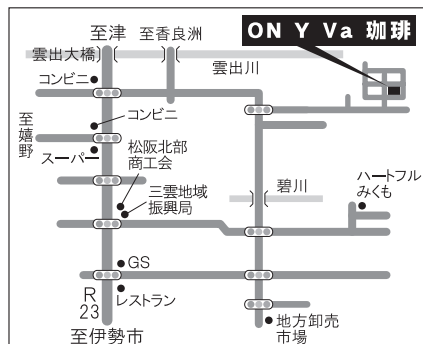 至津
至香良洲
ON Y Va 珈琲
雲出大橋
雲出川
コンビニ
コンビニ
至嬉野
スーパー
松阪北部
商工会
三雲地域
振興局
碧川
ハートフル
みくも
GS
R
23
レストラン
至伊勢市
地方卸売
市場